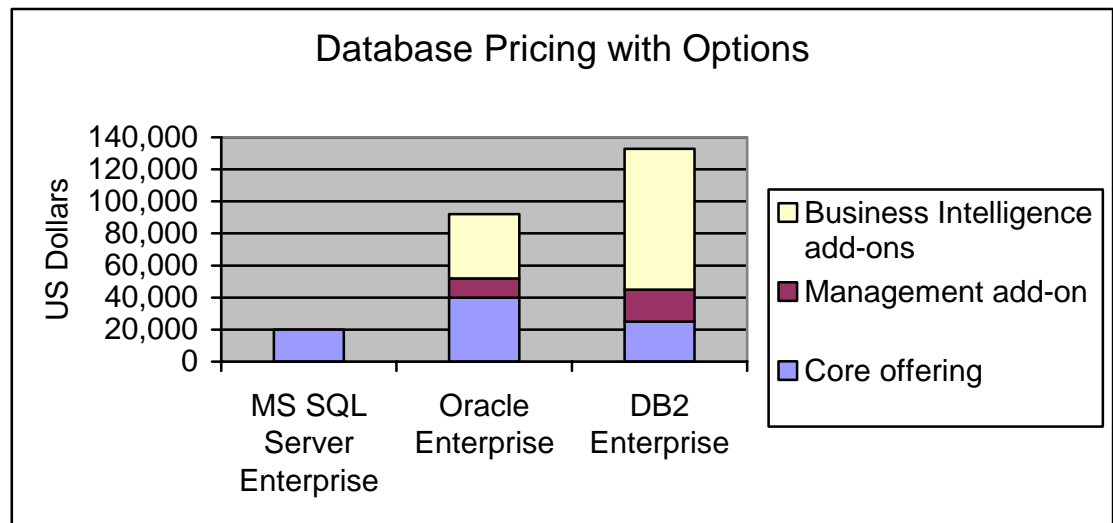 Database Pricing with Options
US Dollars
140,000
120,000
100,000
80,000
60,000
40,000
20,000
0
MS SQL
Server
Enterprise
Oracle
Enterprise
DB2
Enterprise
Business Intelligence
add-ons
Management add-on
Core offering